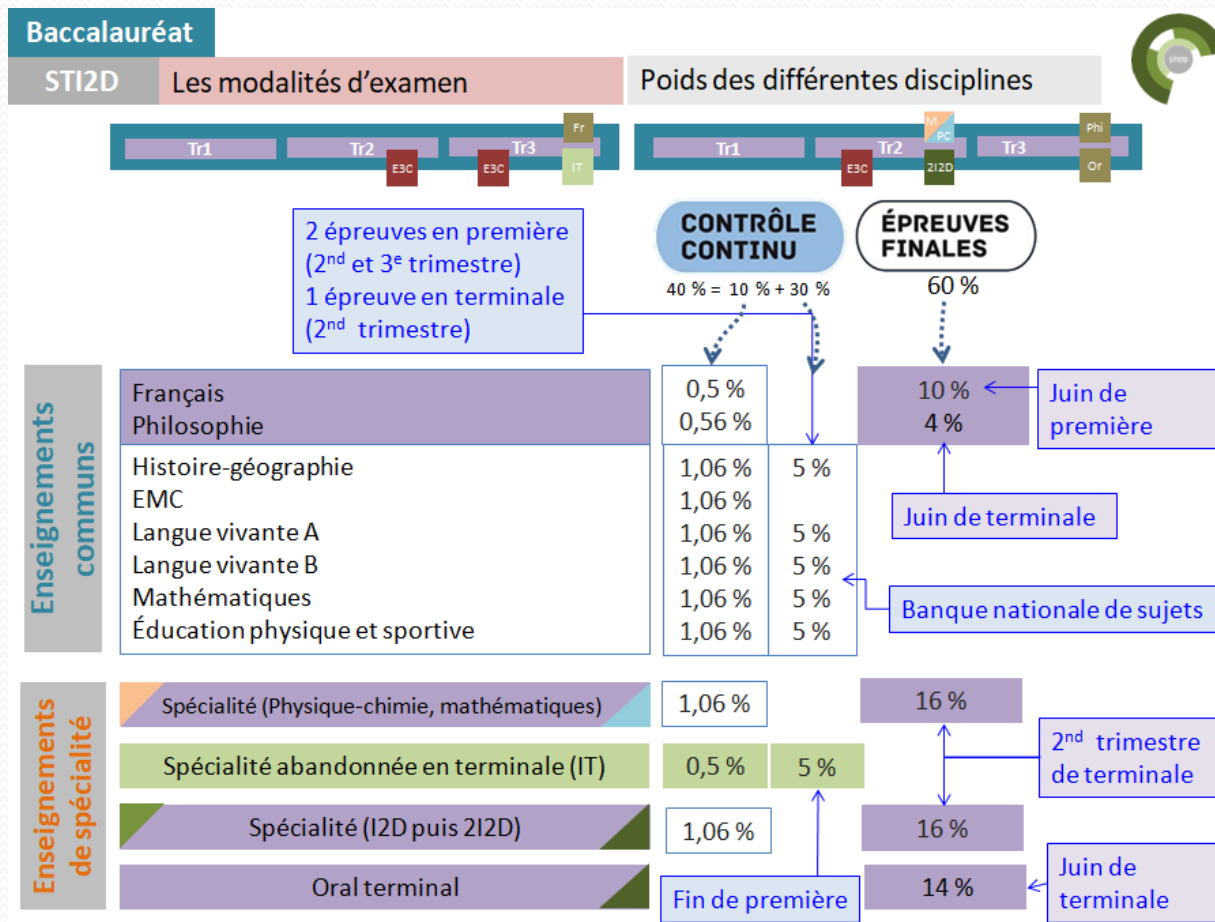 Baccalauréat
STI2D
Les modalités d'examen
Poids des différentes disciplines
STI2D
Tr1
Tr2
Tr3
Fr
IT
E3C
E3C
Tr1
Tr2
Tr3
M
PC
2I2D
E3C
Phi
Or
2 épreuves en première
(2nd et 3e trimestre)
1 épreuve en terminale
(2nd trimestre)
CONTRÔLE
CONTINU
40 % = 10 % + 30 %
ÉPREUVES
FINALES
60 %
Enseignements
communs
Français 0,5 % 10 %
Philosophie 0,56 % 4 %
Juin de
première
Histoire-géographie 1,06 % 5 %
EMC 1,06 %
Langue vivante A 1,06 % 5 %
Langue vivante B 1,06 % 5 %
Mathématiques 1,06 % 5 %
Éducation physique et sportive 1,06 % 5 %
Juin de terminale
Banque nationale de sujets
Enseignements
de spécialité
Spécialité (Physique-chimie, mathématiques) 1,06 % 16 %
Spécialité abandonnée en terminale (IT) 0,5 % 5 %
2nd trimestre
de terminale
Spécialité (I2D puis 2I2D) 1,06 % 16 %
Oral terminal 14 %
Fin de première
Juin de
terminale